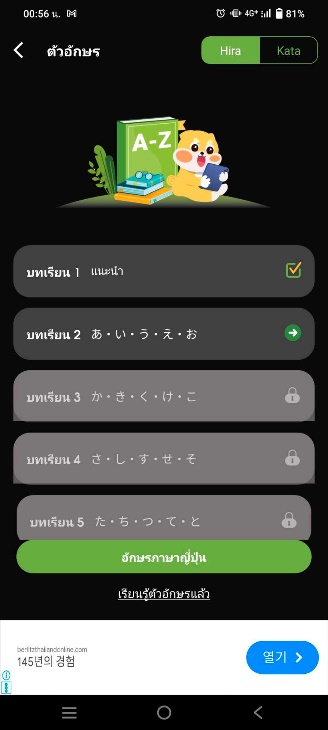 00:56 น. 4G+ 81%
ตัวอักษร Hira Kata
A-Z
บทเรียน 1 แนะนำ
บทเรียน 2 あ・い・う・え・お
บทเรียน 3 か・き・く・け・こ
บทเรียน 4 さ・し・す・せ・そ
บทเรียน 5 た・ち・つ・て・と
อักษรภาษาญี่ปุ่น
เรียนรู้ตัวอักษรแล้ว
berlitzthailandonline.com
145년의 경험
열기